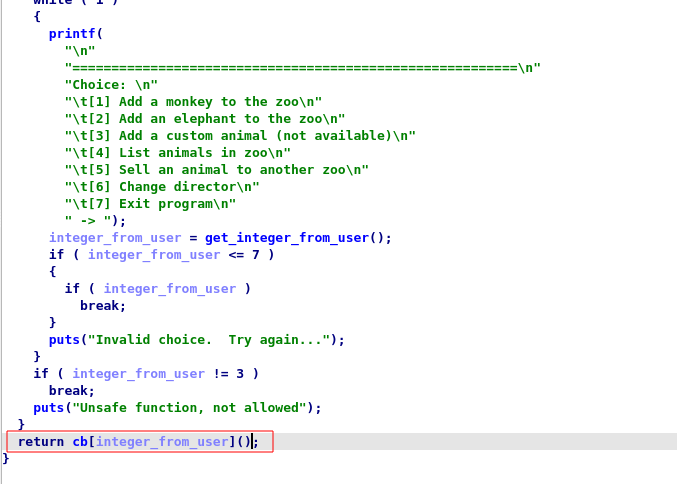 while ( 1 )
{
printf(
"\n"
"=========================================================\n"
"Choice: \n"
"\t[1] Add a monkey to the zoo\n"
"\t[2] Add an elephant to the zoo\n"
"\t[3] Add a custom animal (not available)\n"
"\t[4] List animals in zoo\n"
"\t[5] Sell an animal to another zoo\n"
"\t[6] Change director\n"
"\t[7] Exit program\n"
" -> ");
integer_from_user = get_integer_from_user();
if ( integer_from_user <= 7 )
{
if ( integer_from_user )
break;
}
puts("Invalid choice.  Try again...");
}
if ( integer_from_user != 3 )
break;
puts("Unsafe function, not allowed");
}
return cb[integer_from_user]();
}